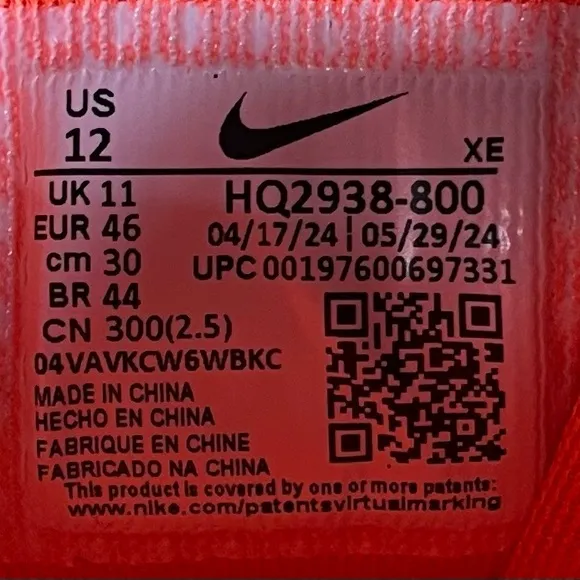 US
12
XE
UK 11
HQ2938-800
EUR 46
04/17/24 | 05/29/24
cm 30
UPC 00197600697331
BR 44
CN 300(2.5)
04VAVKCW6WBKC
MADE IN CHINA
HECHO EN CHINA
FABRIQUE EN CHINE
FABRICADO NA CHINA
This product is covered by one or more patents:
www.nike.com/patentsvirtualmarking